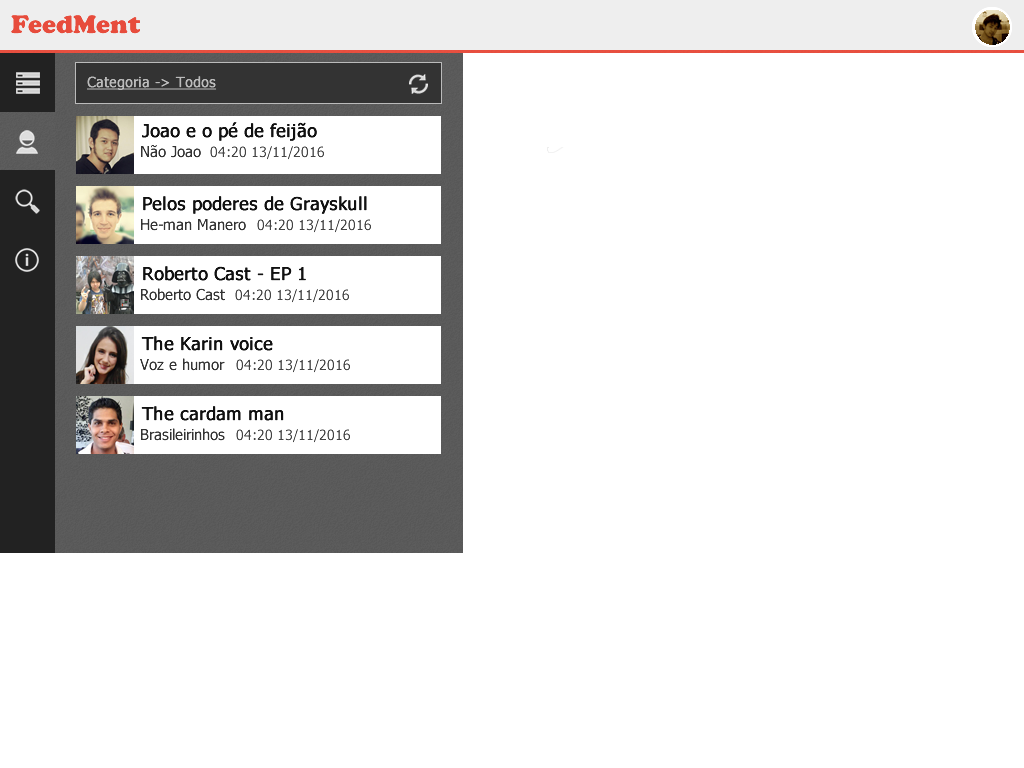 FeedMent
Categoria -> Todos
Joao e o pé de feijão
Não Joao 04:20 13/11/2016
Pelos poderes de Grayskull
He-man Manero 04:20 13/11/2016
Roberto Cast - EP 1
Roberto Cast 04:20 13/11/2016
The Karin voice
Voz e humor 04:20 13/11/2016
The cardam man
Brasileirinhos 04:20 13/11/2016